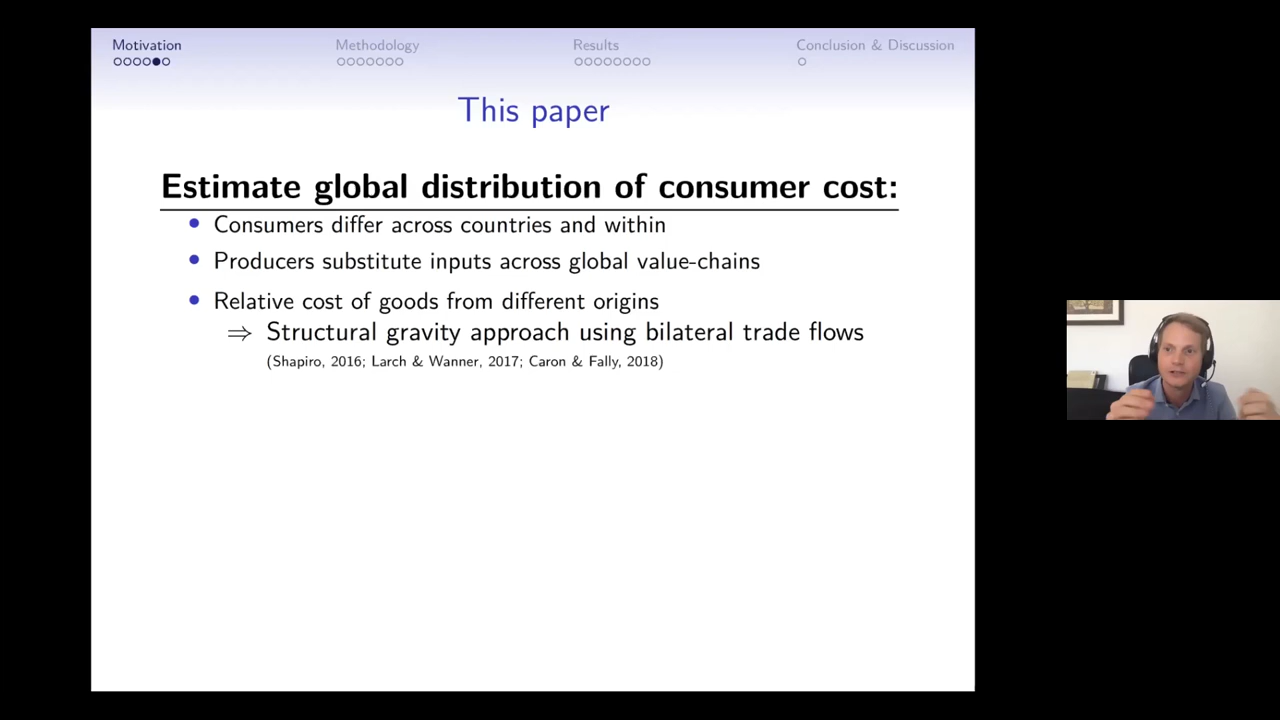 Motivation
Methodology
Results
Conclusion & Discussion
This paper
Estimate global distribution of consumer cost:
• Consumers differ across countries and within
• Producers substitute inputs across global value-chains
• Relative cost of goods from different origins
⇒ Structural gravity approach using bilateral trade flows
(Shapiro, 2016; Larch & Wanner, 2017; Caron & Fally, 2018)